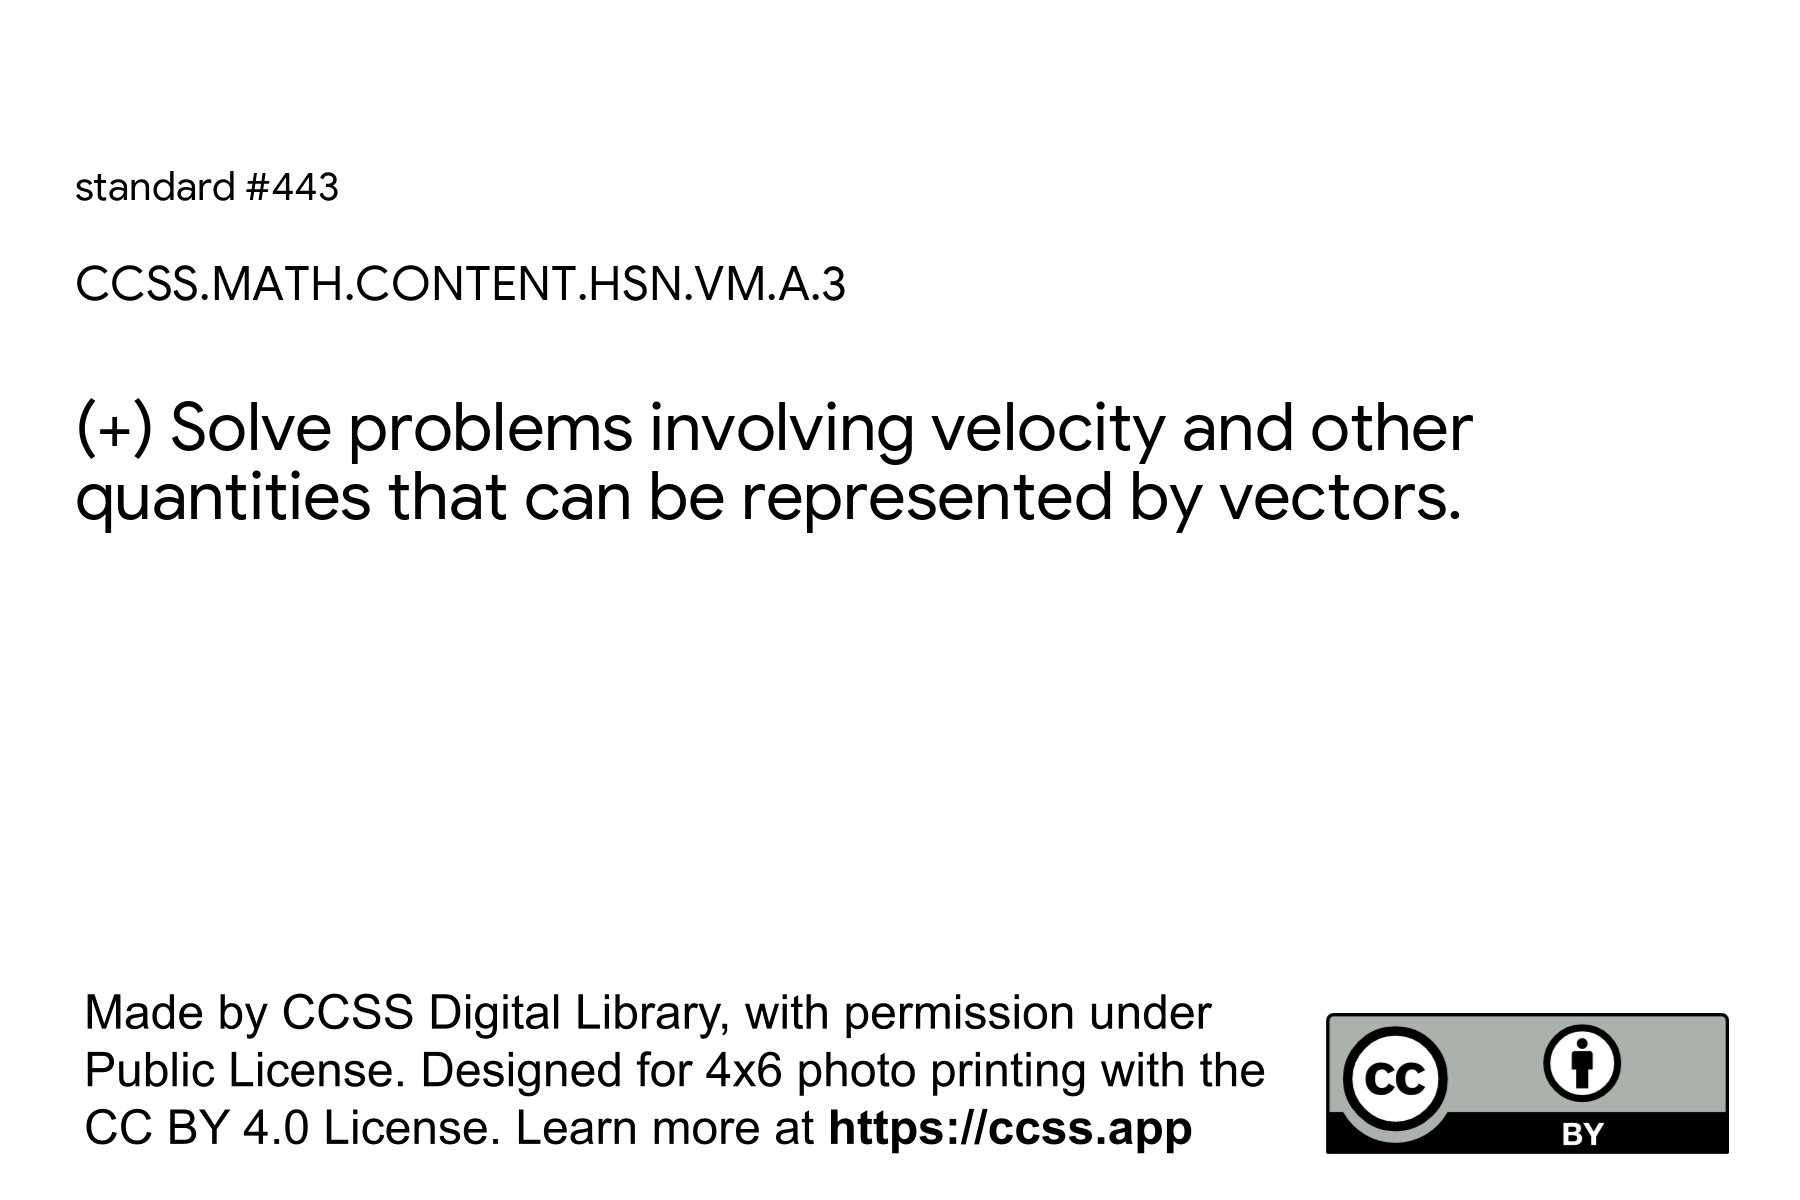 standard #443
CCSS.MATH.CONTENT.HSN.VM.A.3
(+) Solve problems involving velocity and other
quantities that can be represented by vectors.
Made by CCSS Digital Library, with permission under
Public License. Designed for 4x6 photo printing with the
CC BY 4.0 License. Learn more at https://ccss.app
CC
BY